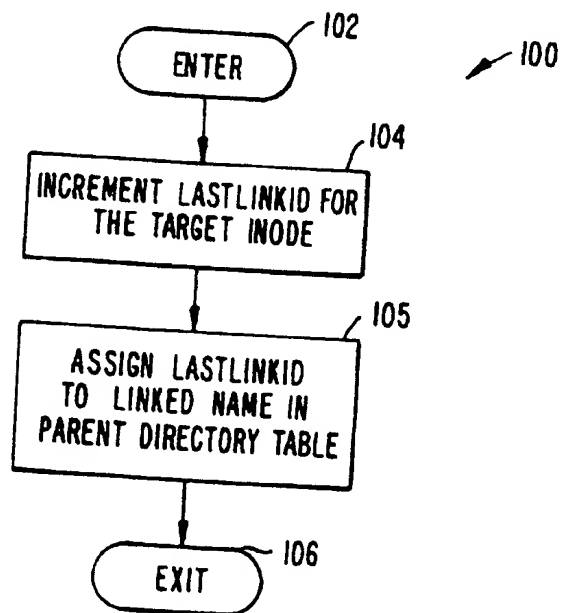 102
ENTER
100
104
INCREMENT LASTLINKID FOR
THE TARGET INODE
105
ASSIGN LASTLINKID
TO LINKED NAME IN
PARENT DIRECTORY TABLE
106
EXIT